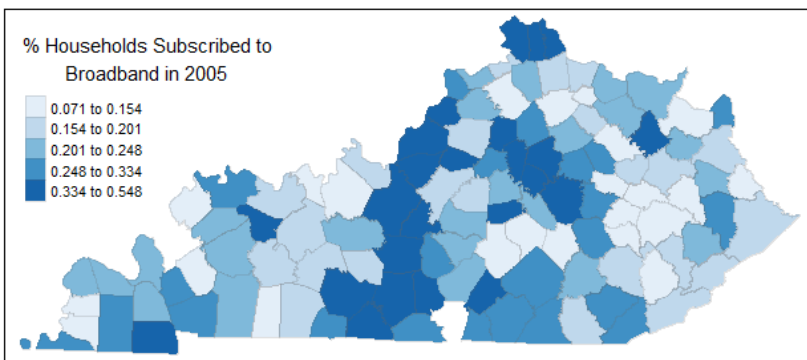 % Households Subscribed to
Broadband in 2005
0.071 to 0.154
0.154 to 0.201
0.201 to 0.248
0.248 to 0.334
0.334 to 0.548